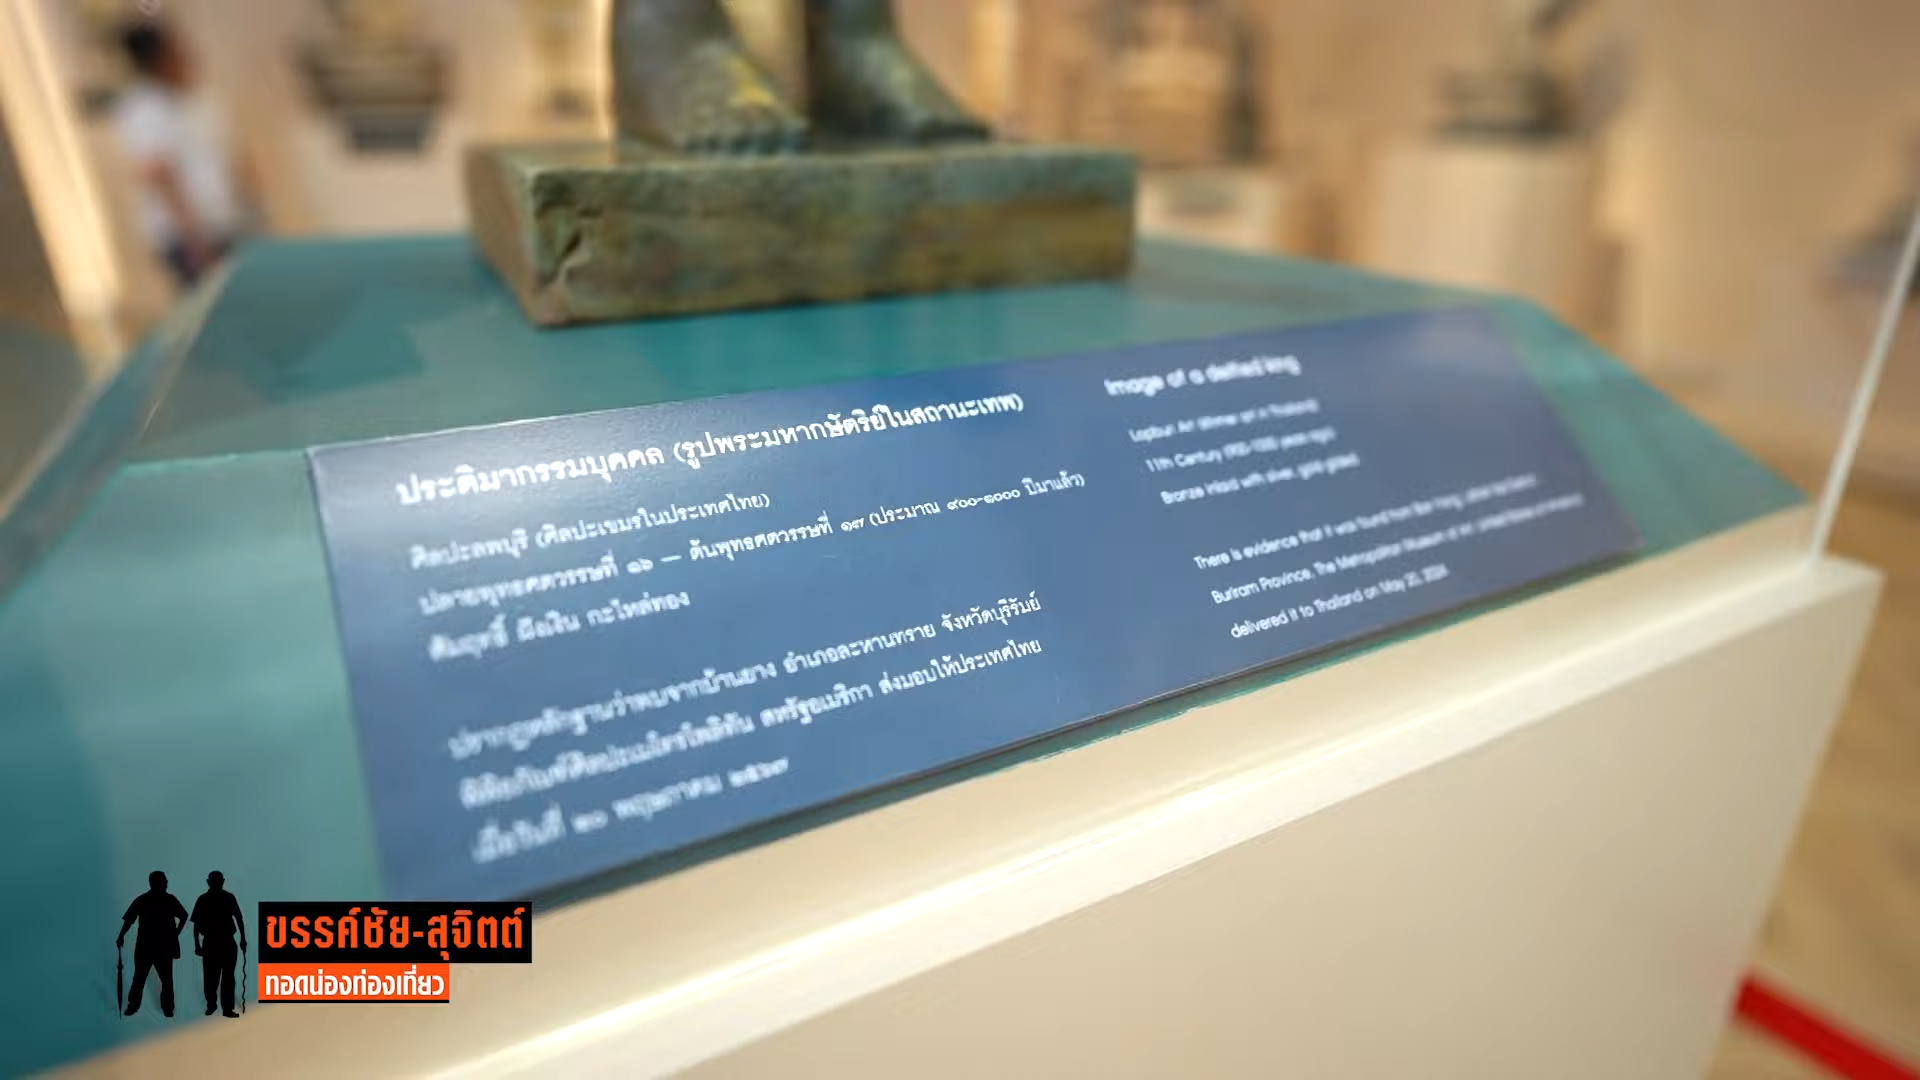 ประติมากรรมบุคคล (รูปพระมหากษัตริย์ในสถานะเทพ)
ศิลปะลพบุรี (ศิลปะเขมรในประเทศไทย)
ปลายพุทธศตวรรษที่ ๑๖ – ต้นพุทธศตวรรษที่ ๑๗ (ประมาณ ๙๐๐-๑๐๐๐ ปีมาแล้ว)
สัมฤทธิ์ ฝังเงิน กะไหล่ทอง
ปรากฏหลักฐานว่าพบจากบ้านยาง อำเภอละหานทราย จังหวัดบุรีรัมย์
พิพิธภัณฑ์ศิลปะเมโทรโพลิทัน สหรัฐอเมริกา ส่งมอบให้ประเทศไทย
เมื่อวันที่ ๒๐ พฤษภาคม ๒๕๖๗
Image of a deified king
Lopburi Art (Khmer art in Thailand)
11th Century (900-1000 years ago)
Bronze inlaid with silver, gold gilded
There is evidence that it was found from Ban Yang,
Buriram Province, The Metropolitan Museum of Art, United States of America
delivered it to Thailand on May 20, 2024
ขรรค์ชัย-สุจิตต์
ทอดน่องท่องเที่ยว